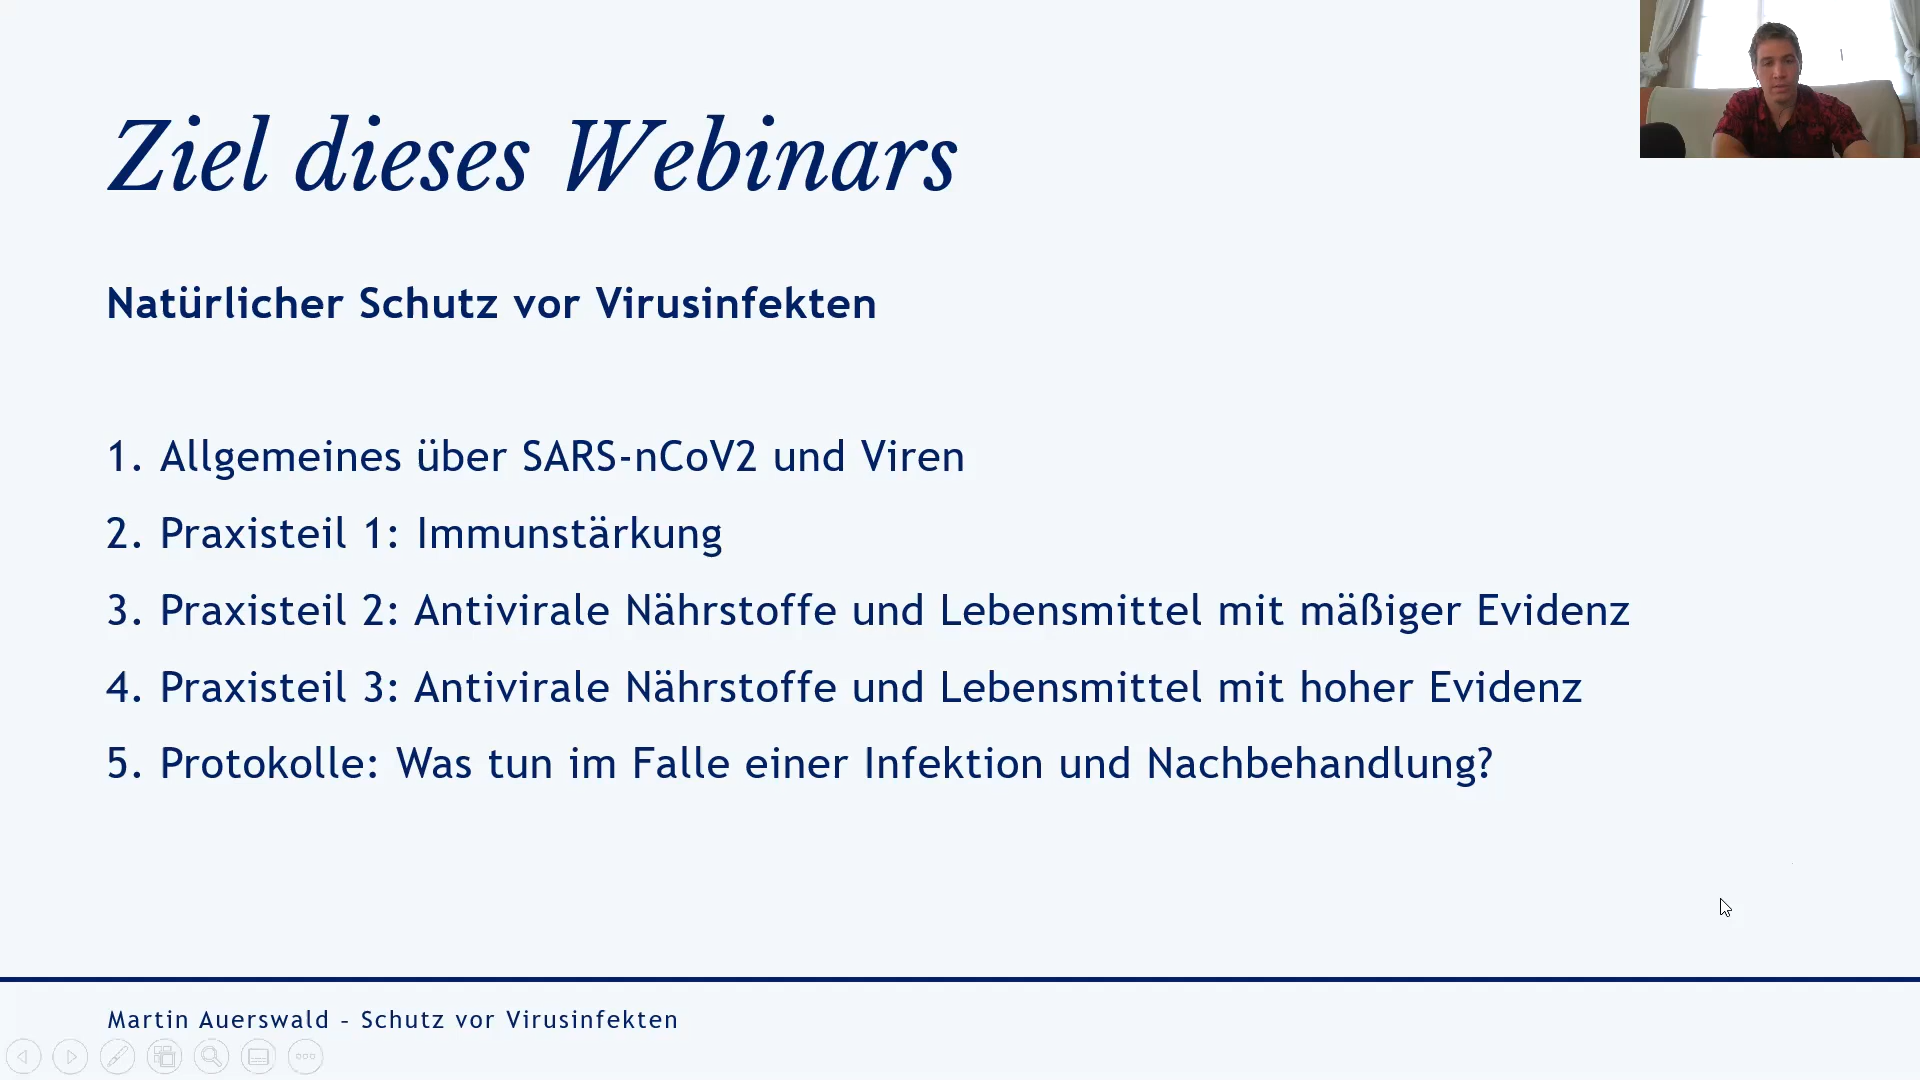 Ziel dieses Webinars
Natürlicher Schutz vor Virusinfekten
1. Allgemeines über SARS-nCoV2 und Viren
2. Praxisteil 1: Immunstärkung
3. Praxisteil 2: Antivirale Nährstoffe und Lebensmittel mit mäßiger Evidenz
4. Praxisteil 3: Antivirale Nährstoffe und Lebensmittel mit hoher Evidenz
5. Protokolle: Was tun im Falle einer Infektion und Nachbehandlung?
Martin Auerswald – Schutz vor Virusinfekten